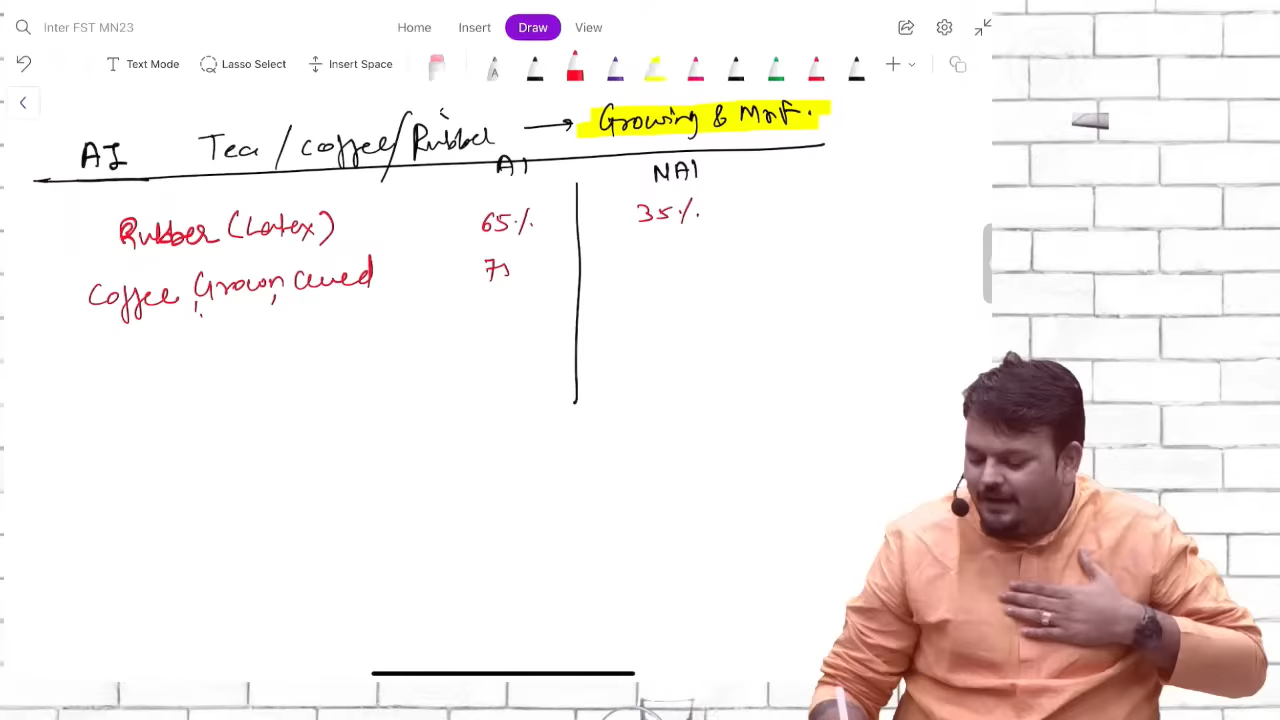 Inter FST MN23
Home Insert Draw View
Text Mode Lasso Select Insert Space
A
Tea / coffee / Rubber → Growing & Mnf.
AI
AI NAI
Rubber (Latex) 65% 35%
Coffee, Grown, Cured 75